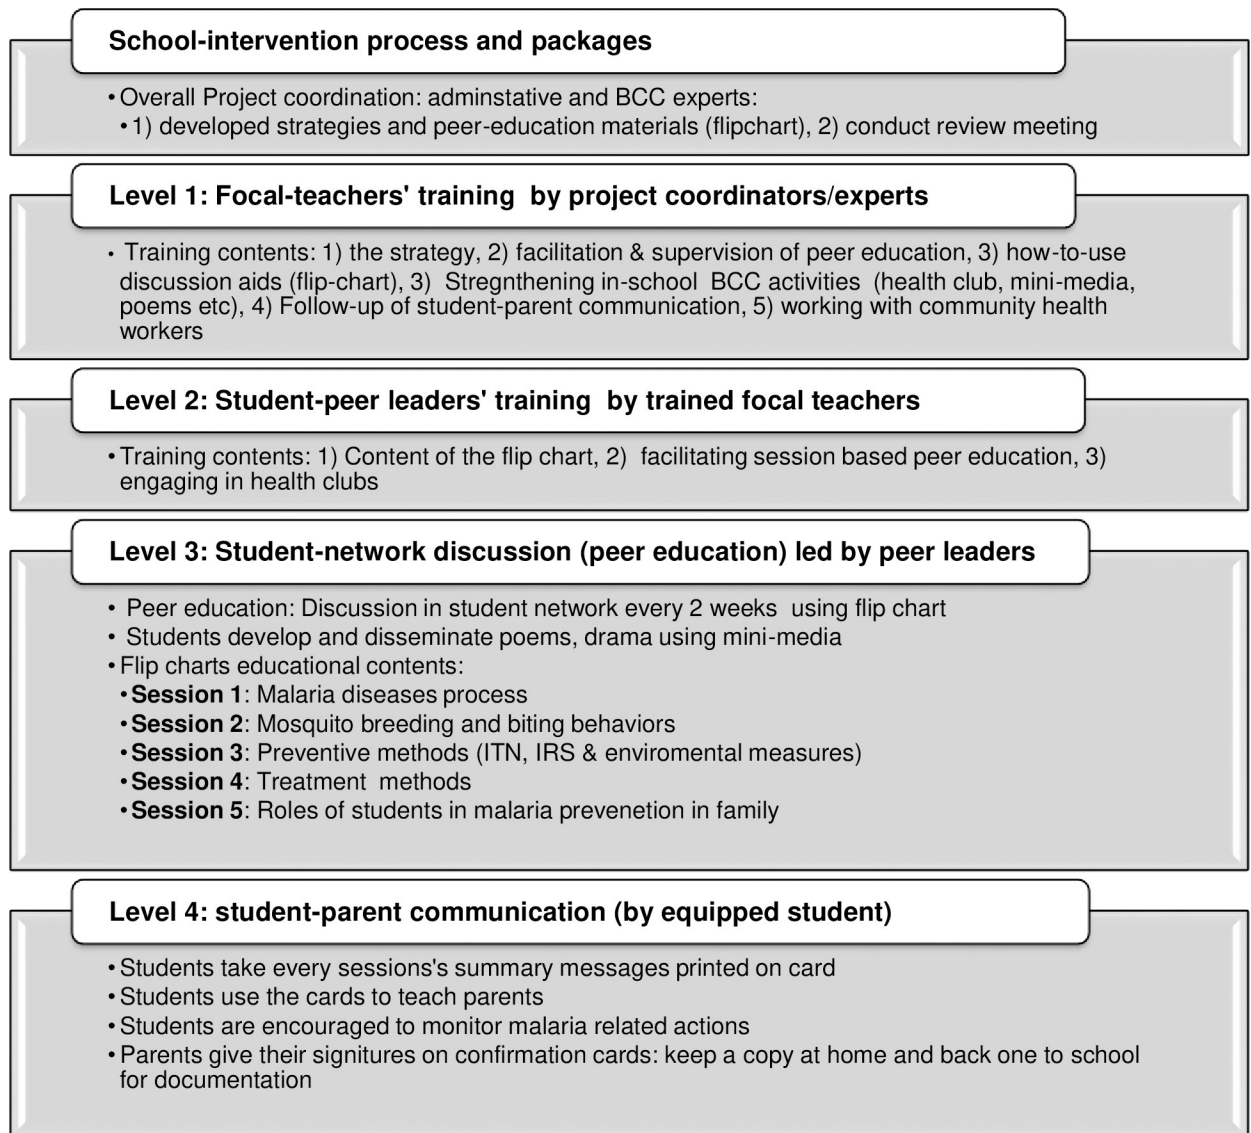 School-intervention process and packages
•Overall Project coordination: adminstative and BCC experts:
•1) developed strategies and peer-education materials (flipchart), 2) conduct review meeting
Level 1: Focal-teachers' training  by project coordinators/experts
• Training contents: 1) the strategy, 2) facilitation & supervision of peer education, 3) how-to-use
discussion aids (flip-chart), 3)  Stregnthening in-school  BCC activities  (health club, mini-media,
poems etc), 4) Follow-up of student-parent communication, 5) working with community health
workers
Level 2: Student-peer leaders' training  by trained focal teachers
•Training contents: 1) Content of the flip chart, 2)  facilitating session based peer education, 3)
engaging in health clubs
Level 3: Student-network discussion (peer education) led by peer leaders
• Peer education: Discussion in student network every 2 weeks  using flip chart
• Students develop and disseminate poems, drama using mini-media
•Flip charts educational contents:
•Session 1: Malaria diseases process
•Session 2: Mosquito breeding and biting behaviors
•Session 3: Preventive methods (ITN, IRS & enviromental measures)
•Session 4: Treatment  methods
•Session 5: Roles of students in malaria prevenetion in family
Level 4: student-parent communication (by equipped student)
•Students take every sessions's summary messages printed on card
•Students use the cards to teach parents
•Students are encouraged to monitor malaria related actions
•Parents give their signitures on confirmation cards: keep a copy at home and back one to school
for documentation